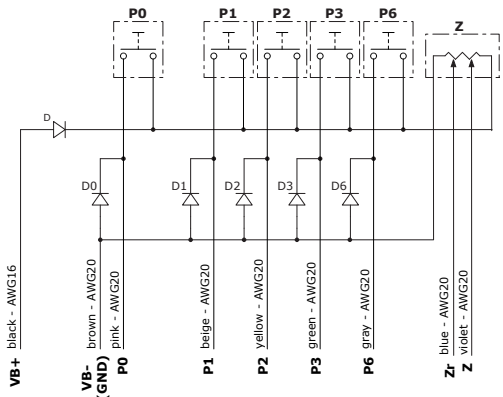 P0
P1
P2
P3
P6
Z
D
D0
D1
D2
D3
D6
black - AWG16
brown - AWG20
pink - AWG20
beige - AWG20
yellow - AWG20
green - AWG20
gray - AWG20
blue - AWG20
violet - AWG20
VB+
VB-
(GND)
P0
P1
P2
P3
P6
Zr
Z